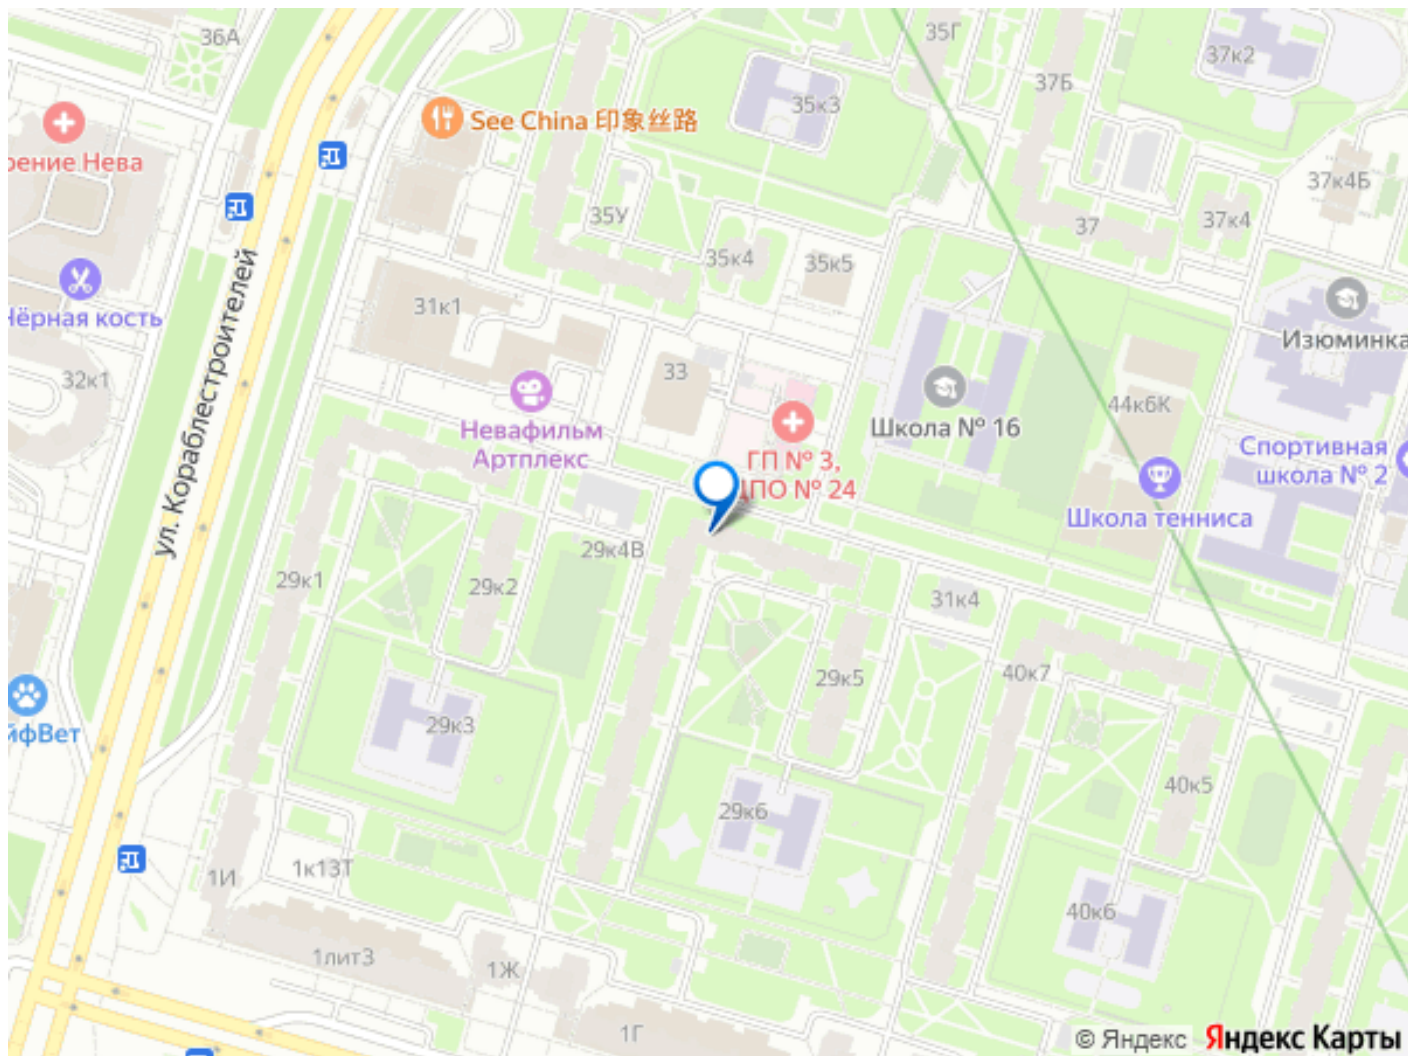 36А
35Г
37к2
37Б
35к3
See China 印象丝路
рение Нева
37к4Б
35У
37
37к4
35к4
35к5
31к1
Чёрная кость
Изюминка
ул. Кораблестроителей
32к1
33
44к6К
Школа № 16
Невафильм
Артплекс
ГП № 3,
ЦПО № 24
Спортивная
школа № 2
Школа тенниса
29к4В
29к1
29к2
31к4
29к5
40к7
29к3
йфВет
40к5
29к6
1к13Т
1И
40к6
1лит3
1Ж
1Г
© Яндекс Яндекс Карты